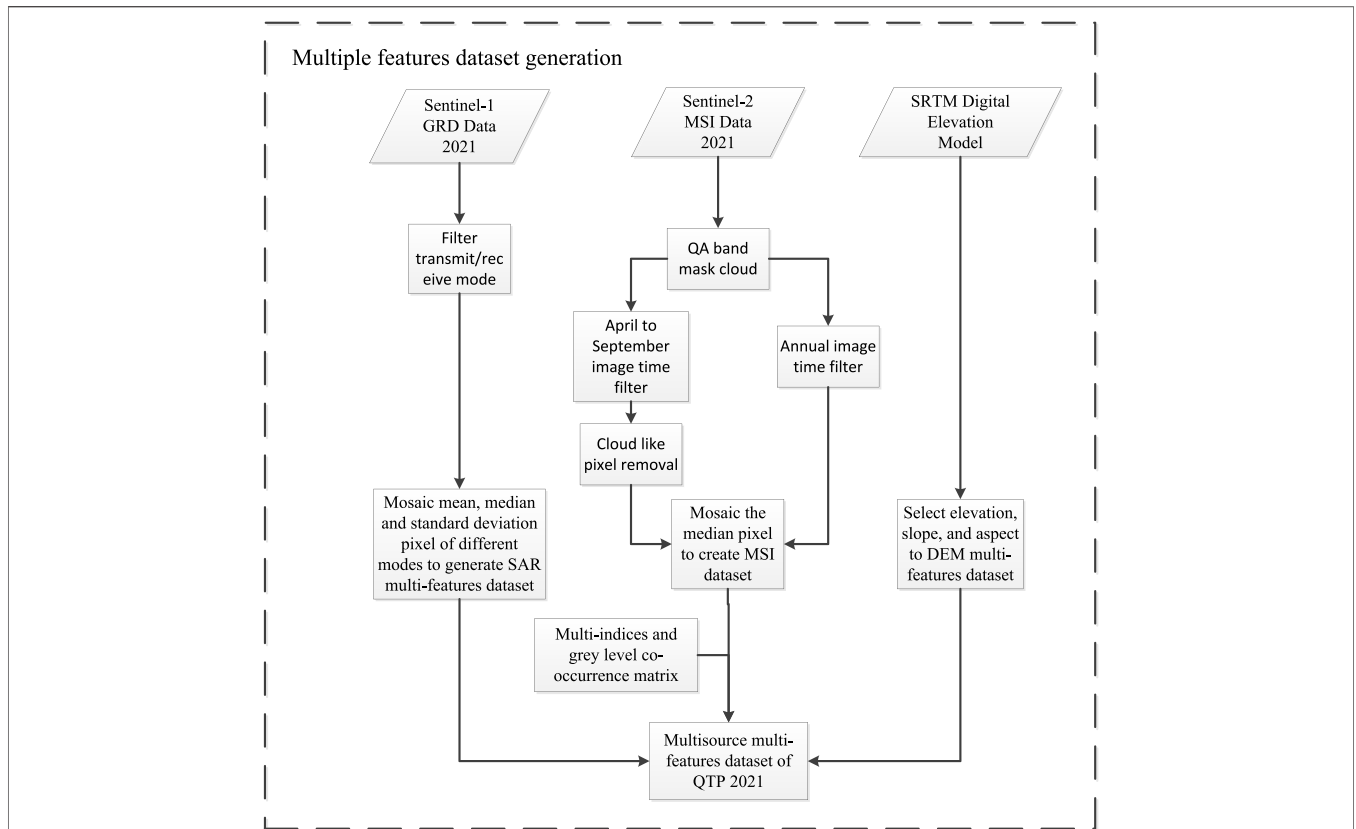 Multiple features dataset generation
Sentinel-1
GRD Data
2021
Sentinel-2
MSI Data
2021
SRTM Digital
Elevation
Model
Filter
transmit/rec
eive mode
QA band
mask cloud
April to
September
image time
filter
Annual image
time filter
Cloud like
pixel removal
Mosaic mean, median
and standard deviation
pixel of different
modes to generate SAR
multi-features dataset
Mosaic the
median pixel
to create MSI
dataset
Select elevation,
slope, and aspect
to DEM multi-
features dataset
Multi-indices and
grey level co-
occurrence matrix
Multisource multi-
features dataset of
QTP 2021